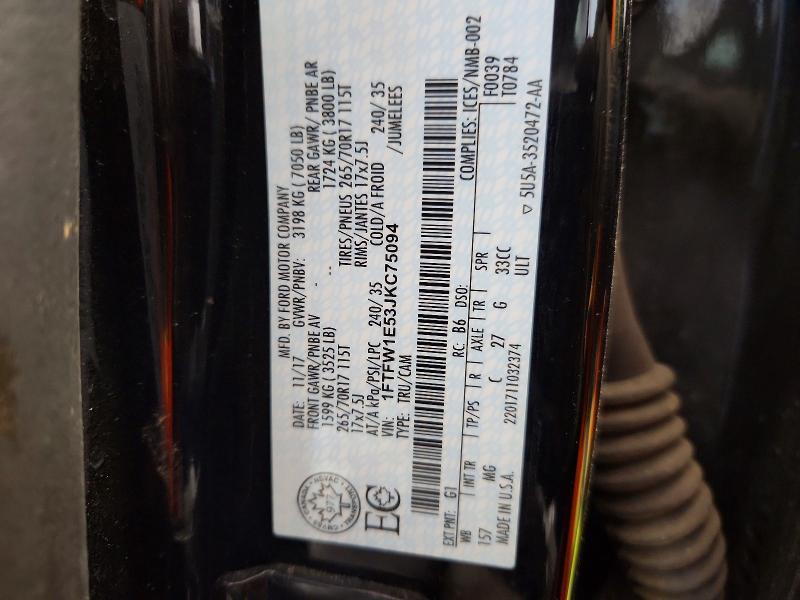 MFD. BY FORD MOTOR COMPANY
DATE: 11/17 GVWR/PNBV: 3198 KG ( 7050 LB)
FRONT GAWR/PNBE AV REAR GAWR/ PNBE AR
1599 KG ( 3525 LB) 1724 KG ( 3800 LB)
265/70R17 115T TIRES/PNEUS 265/70R17 115T
17x7.5J RIMS/JANTES 17x7.5J
AT/A kPa/PSI/LPC 240/ 35 COLD/A FROID 240/ 35
VIN: 1FTFW1E53JKC75094 /JUMELEES
TYPE: TRU/CAM
EC
EXT PNT: G1 RC: B6 DSO: COMPLIES: ICES/NMB-002
WB INT TR TP/PS R AXLE TR SPR F0039
157 MG C 27 G 33CC T0784
ULT
MADE IN U.S.A. 2201711032374 ▽ 5U5A-3520472-AA